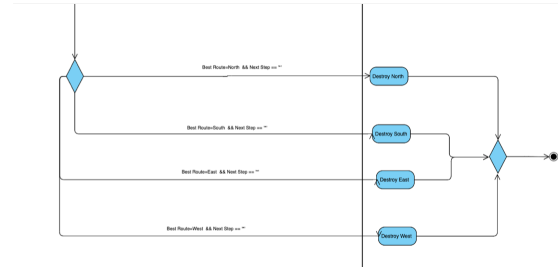 Best Route=North && Next Step == ""
Destroy North
Best Route=South && Next Step == ""
Destroy South
Best Route=East && Next Step == ""
Destroy East
Best Route=West && Next Step == ""
Destroy West